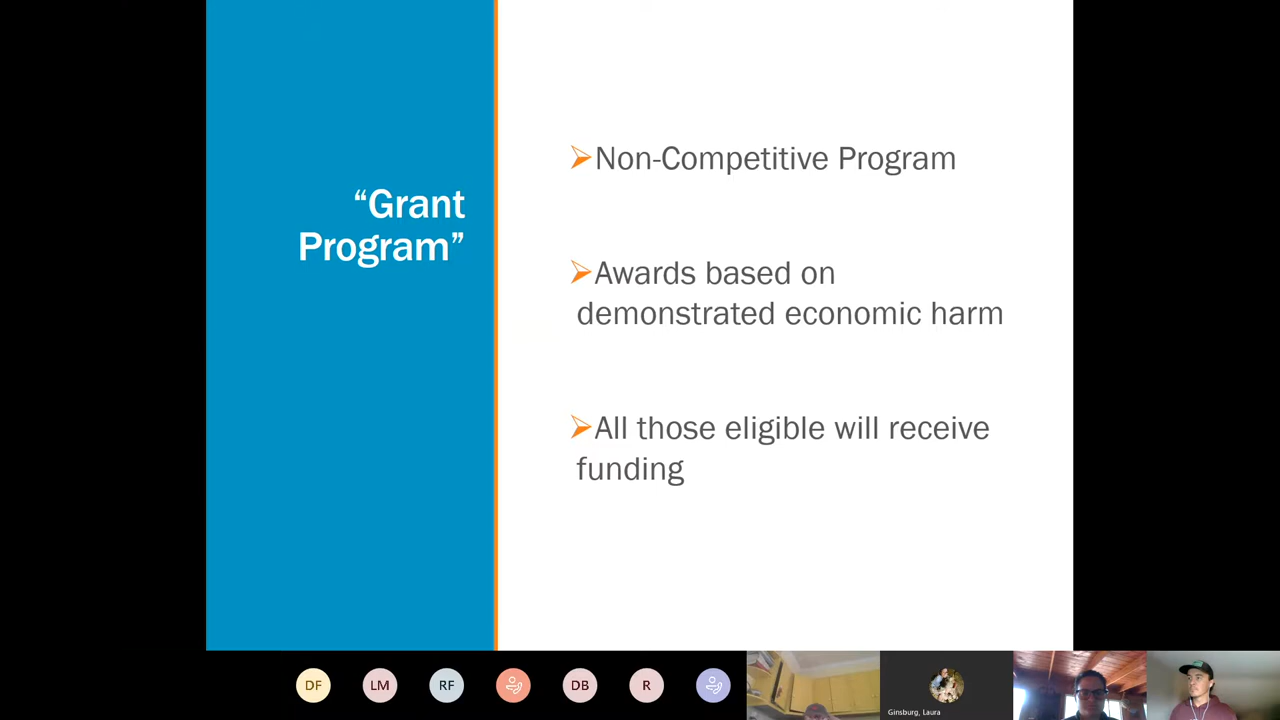 “Grant
Program”
Non-Competitive Program
Awards based on
demonstrated economic harm
All those eligible will receive
funding
DF
LM
RF
DB
R
Ginsburg, Laura